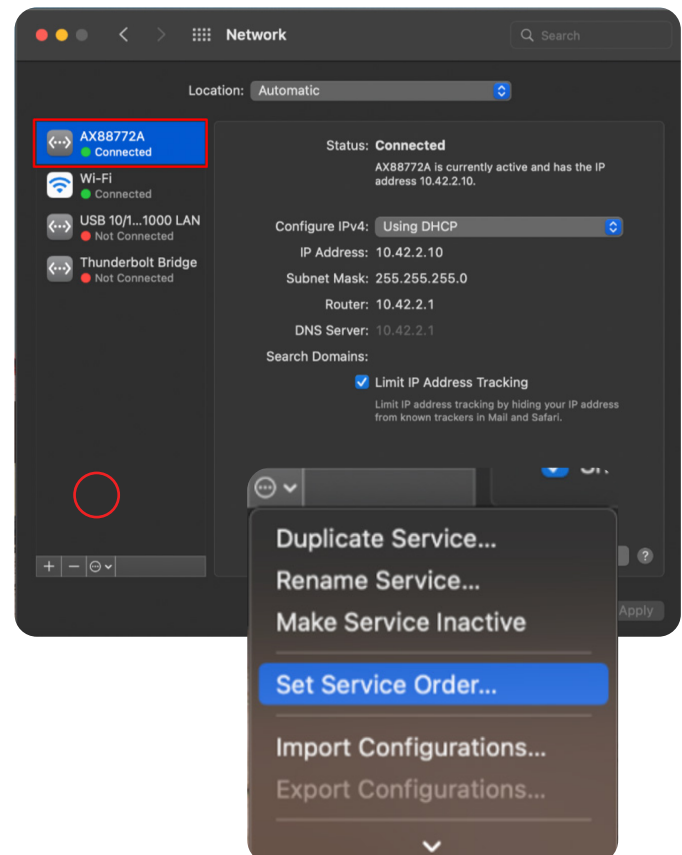 Network
Search
Location: Automatic
AX88772A
Connected
Wi-Fi
Connected
USB 10/1...1000 LAN
Not Connected
Thunderbolt Bridge
Not Connected
Status: Connected
AX88772A is currently active and has the IP
address 10.42.2.10.
Configure IPv4: Using DHCP
IP Address: 10.42.2.10
Subnet Mask: 255.255.255.0
Router: 10.42.2.1
DNS Server: 10.42.2.1
Search Domains:
Limit IP Address Tracking
Limit IP address tracking by hiding your IP address
from known trackers in Mail and Safari.
?
Apply
Duplicate Service...
Rename Service...
Make Service Inactive
Set Service Order...
Import Configurations...
Export Configurations...